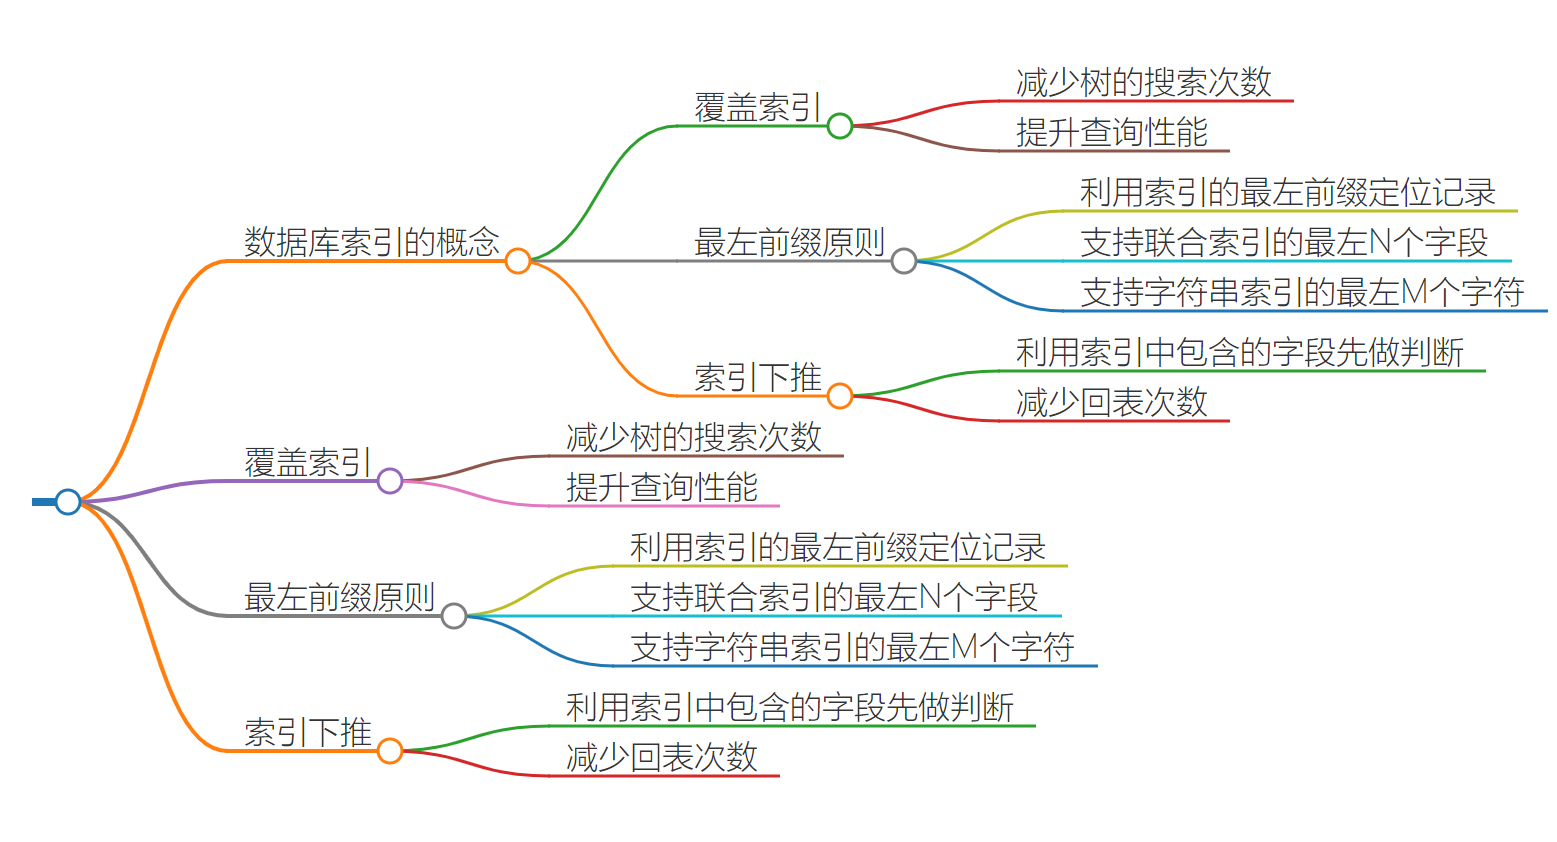 数据库索引的概念
覆盖索引
减少树的搜索次数
提升查询性能
最左前缀原则
利用索引的最左前缀定位记录
支持联合索引的最左N个字段
支持字符串索引的最左M个字符
索引下推
利用索引中包含的字段先做判断
减少回表次数
覆盖索引
减少树的搜索次数
提升查询性能
最左前缀原则
利用索引的最左前缀定位记录
支持联合索引的最左N个字段
支持字符串索引的最左M个字符
索引下推
利用索引中包含的字段先做判断
减少回表次数